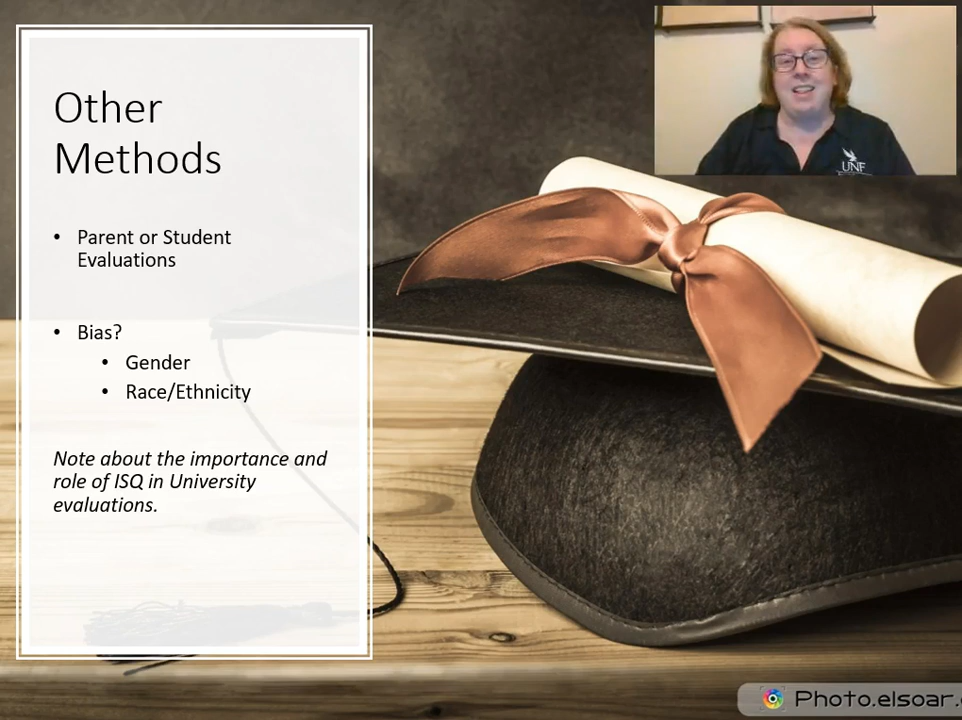 Other
Methods
• Parent or Student
Evaluations
• Bias?
• Gender
• Race/Ethnicity
Note about the importance and
role of ISQ in University
evaluations.
UNF
Photo.elsoar.